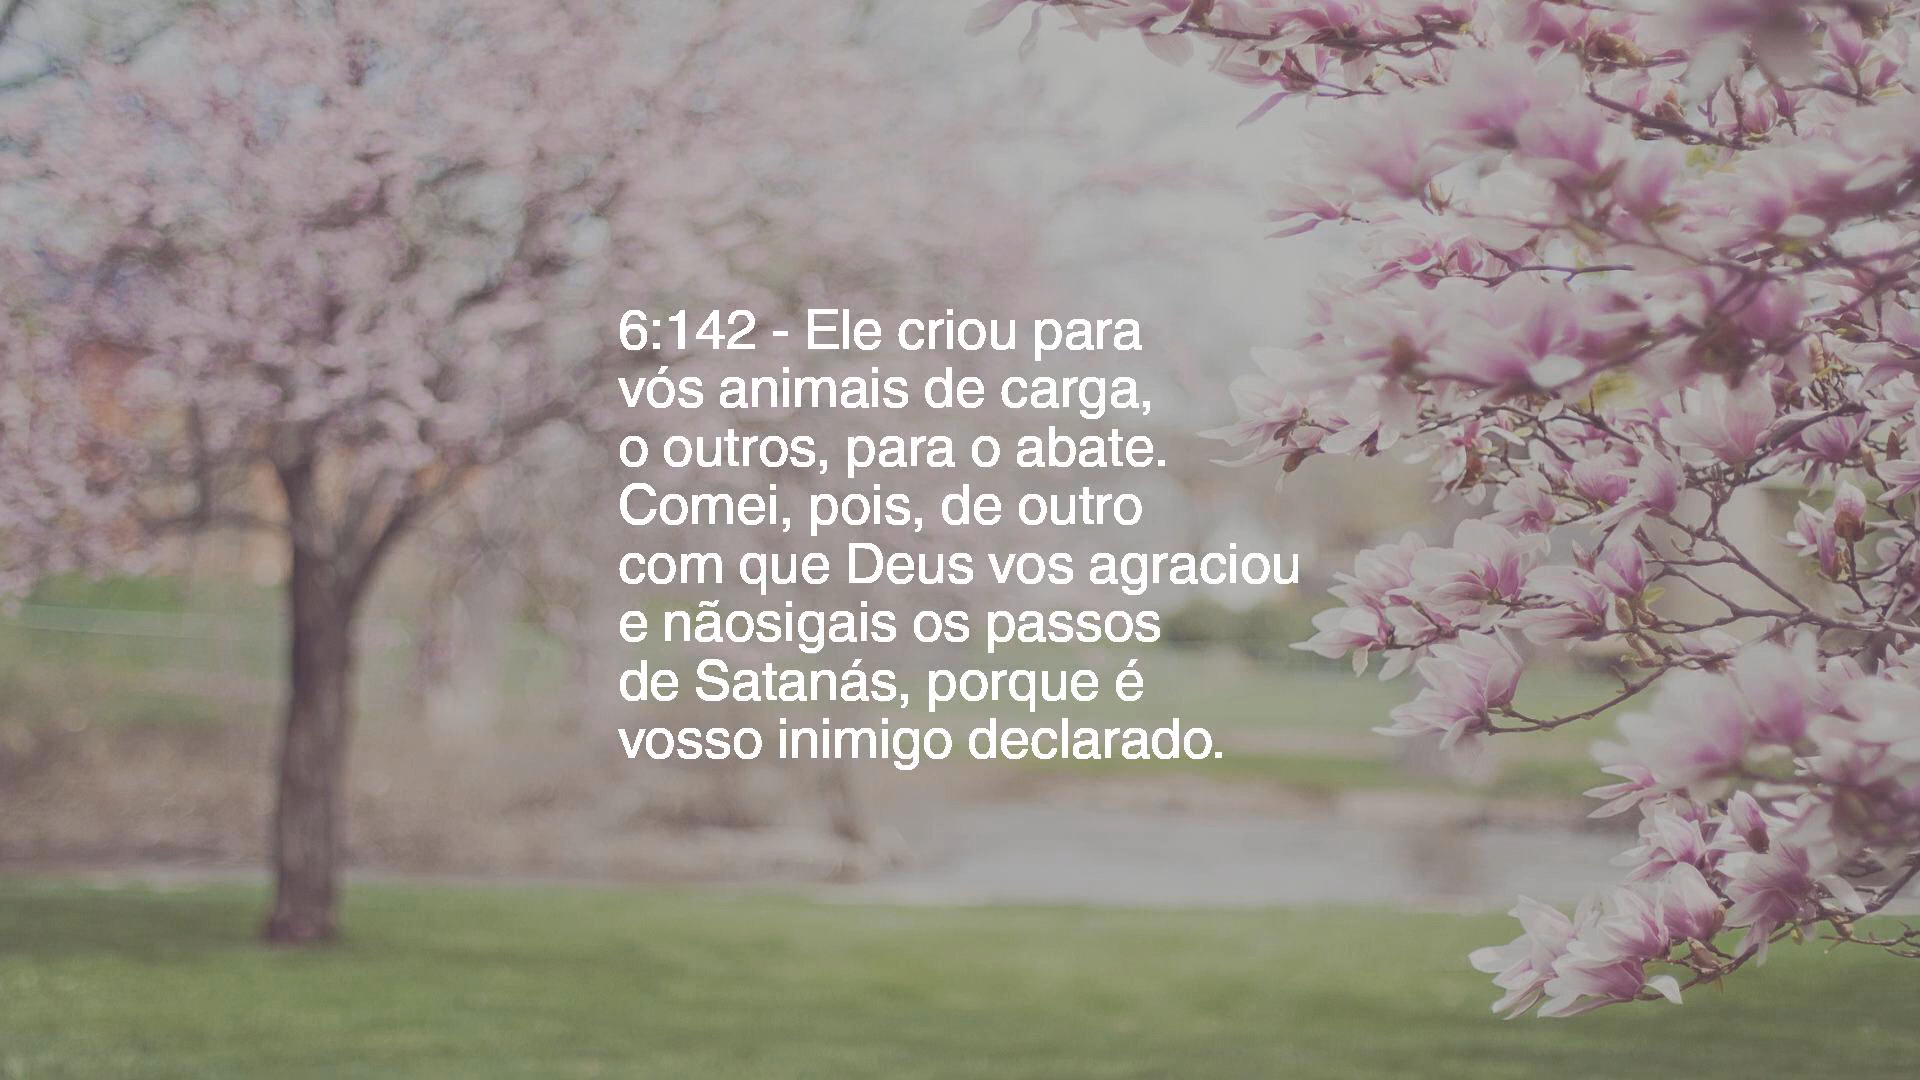 6:142 - Ele criou para
vós animais de carga,
o outros, para o abate.
Comei, pois, de outro
com que Deus vos agraciou
e nãosigais os passos
de Satanás, porque é
vosso inimigo declarado.